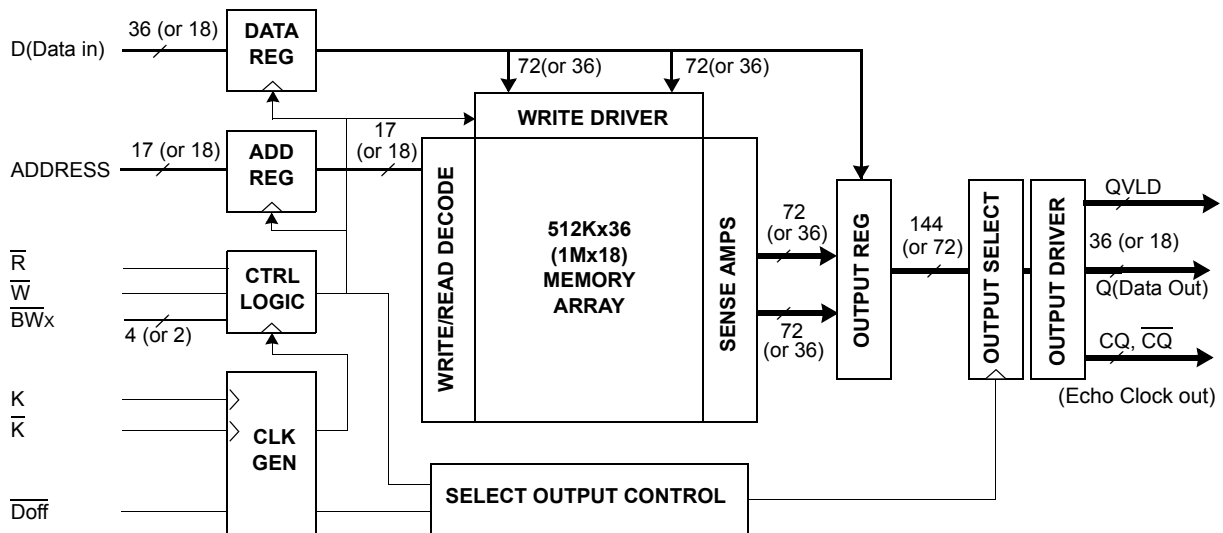 36 (or 18)
D(Data in)
DATA
REG
72(or 36)
72(or 36)
WRITE DRIVER
17 (or 18)
ADDRESS
ADD
REG
17
(or 18)
WRITE/READ DECODE
512Kx36
(1Mx18)
MEMORY
ARRAY
SENSE AMPS
72
(or 36)
72
(or 36)
OUTPUT REG
144
(or 72)
OUTPUT SELECT
OUTPUT DRIVER
QVLD
36 (or 18)
Q(Data Out)
CQ, C̅Q̅
(Echo Clock out)
R̅
W̅
B̅W̅x
4 (or 2)
CTRL
LOGIC
K
K̅
D̅o̅f̅f̅
CLK
GEN
SELECT OUTPUT CONTROL